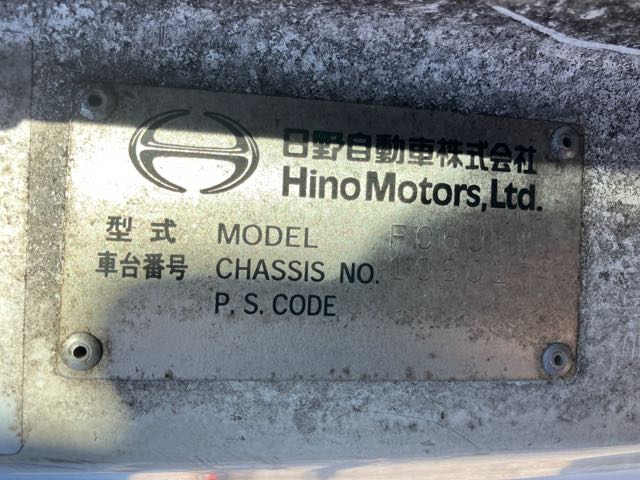 日野自動車株式会社
Hino Motors, Ltd.
型式 MODEL
車台番号 CHASSIS NO. 10601
P. S. CODE